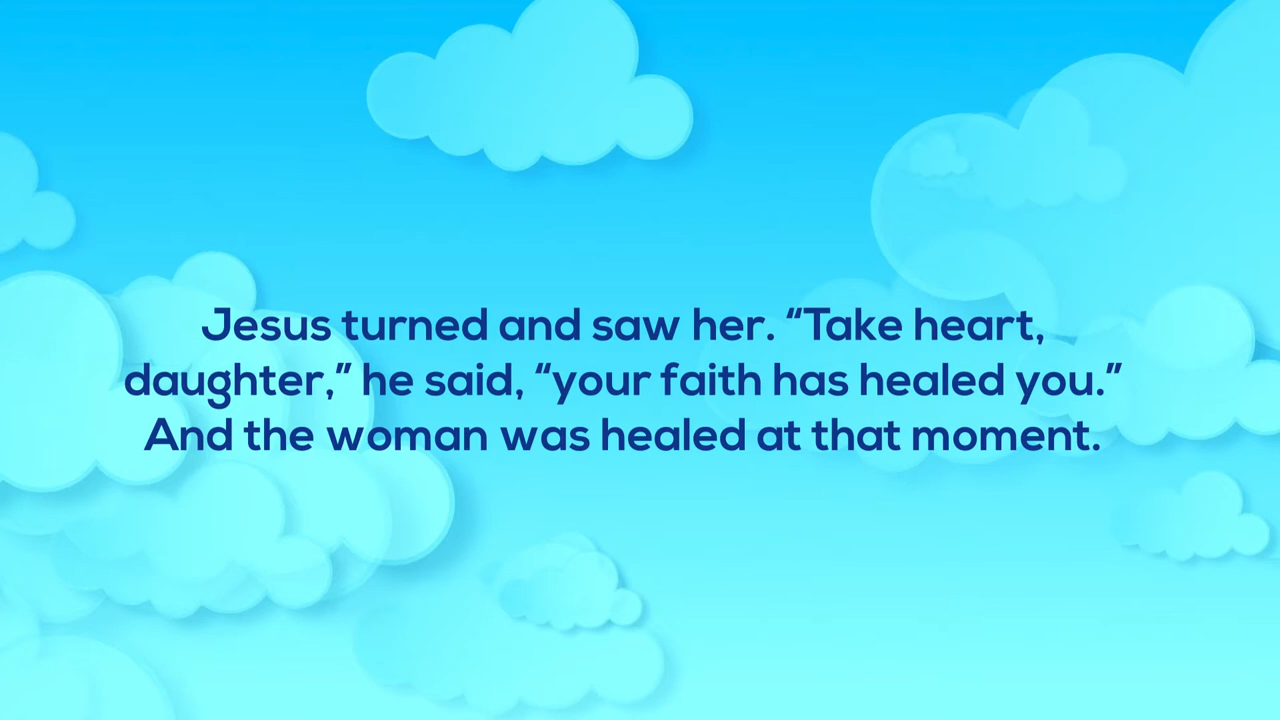 Jesus turned and saw her. “Take heart,
daughter,” he said, “your faith has healed you.”
And the woman was healed at that moment.